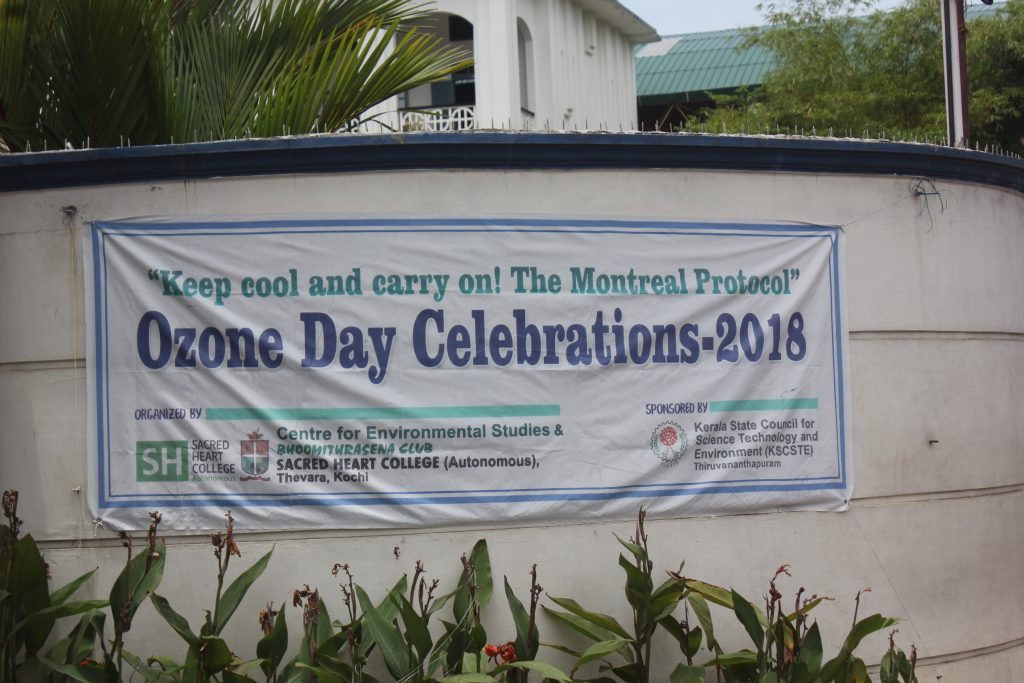 “Keep cool and carry on! The Montreal Protocol”
Ozone Day Celebrations-2018
ORGANIZED BY
SH
SACRED
HEART
COLLEGE
Autonomous
Centre for Environmental Studies &
BHOOMITHRASENA CLUB
SACRED HEART COLLEGE (Autonomous),
Thevara, Kochi
SPONSORED BY
Kerala State Council for
Science Technology and
Environment (KSCSTE)
Thiruvananthapuram